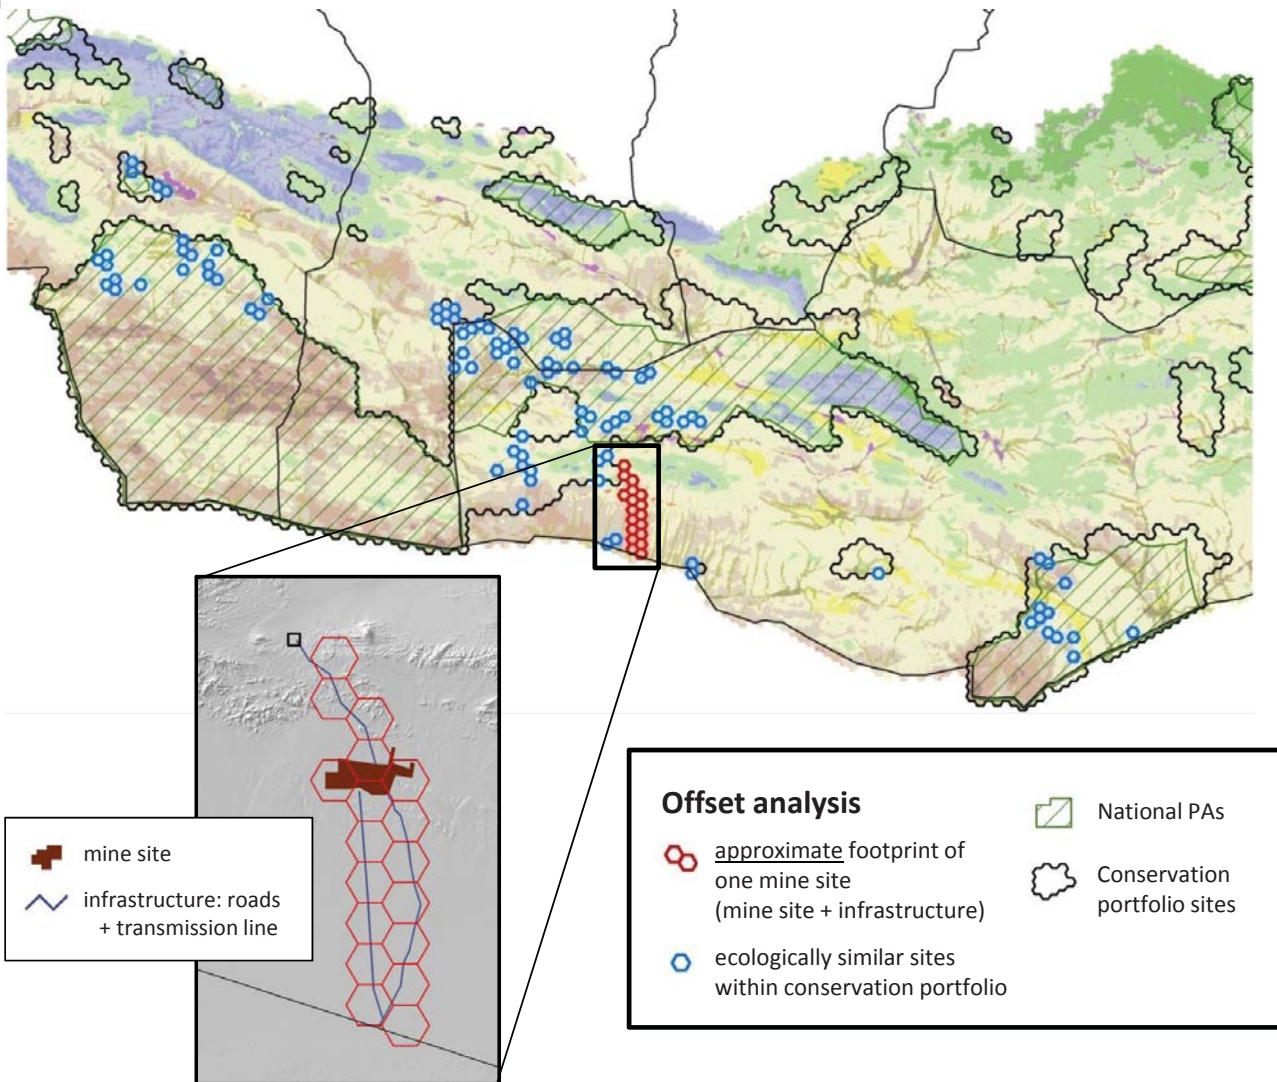 mine site
infrastructure: roads
+ transmission line
Offset analysis
approximate footprint of
one mine site
(mine site + infrastructure)
ecologically similar sites
within conservation portfolio
National PAs
Conservation
portfolio sites